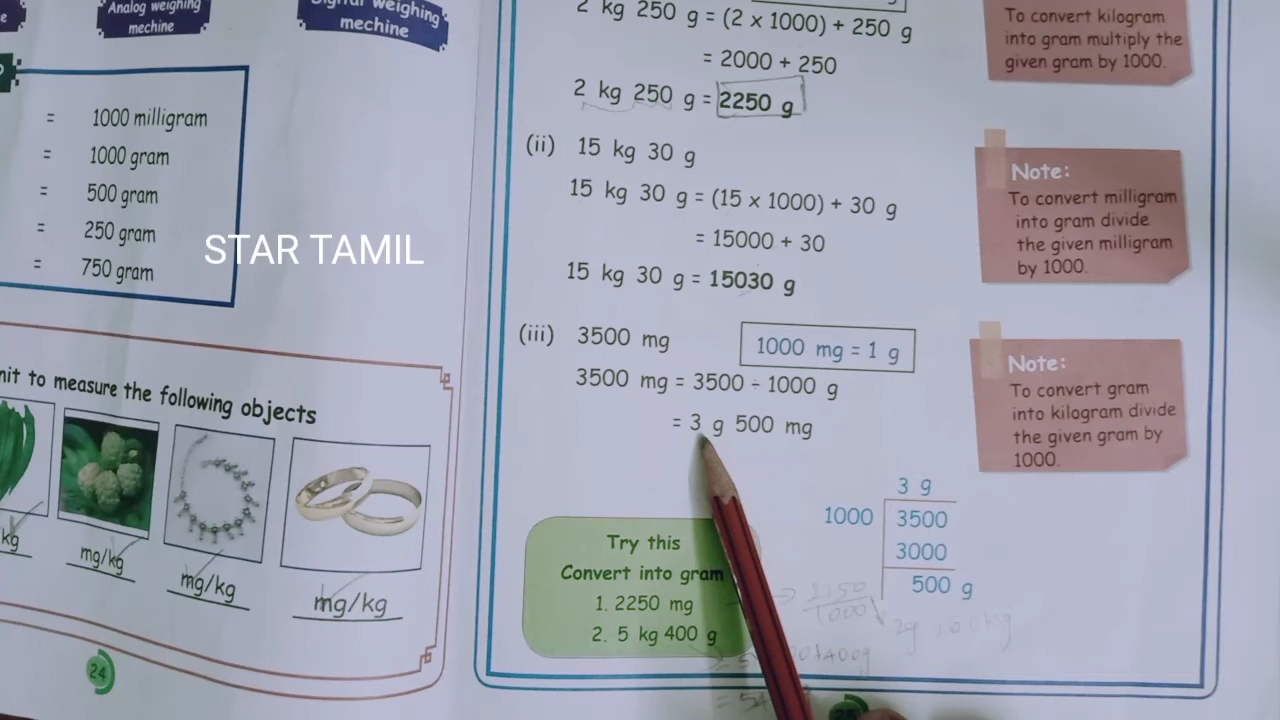 Analog weighing
mechine
Digital weighing
mechine
= 1000 milligram
= 1000 gram
= 500 gram
= 250 gram
= 750 gram
STAR TAMIL
to measure the following objects
kg
mg/kg
mg/kg
mg/kg
24
2 kg 250 g = (2 x 1000) + 250 g
= 2000 + 250
2 kg 250 g = 2250 g
(ii) 15 kg 30 g
15 kg 30 g = (15 x 1000) + 30 g
= 15000 + 30
15 kg 30 g = 15030 g
(iii) 3500 mg
1000 mg = 1 g
3500 mg = 3500 ÷ 1000 g
= 3 g 500 mg
3 g
1000 3500
3000
500 g
Try this
Convert into gram
1. 2250 mg
2. 5 kg 400 g
2250
1000
To convert kilogram
into gram multiply the
given gram by 1000.
Note:
To convert milligram
into gram divide
the given milligram
by 1000.
Note:
To convert gram
into kilogram divide
the given gram by
1000.